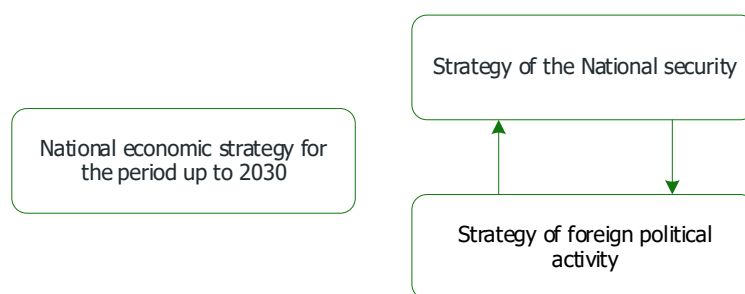 Strategy of the National security
National economic strategy for
the period up to 2030
Strategy of foreign political
activity